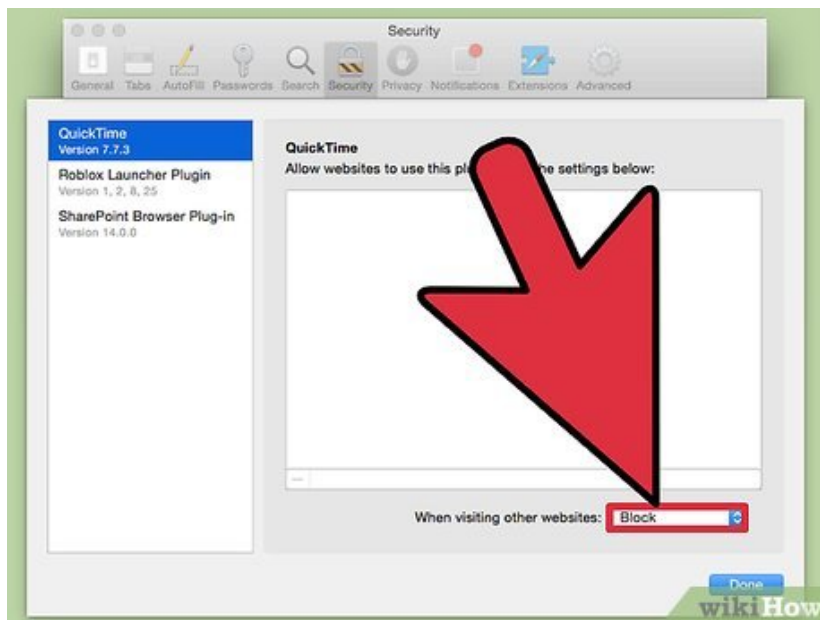 Security
General Tabs AutoFill Passwords Search Security Privacy Notifications Extensions Advanced
QuickTime
Version 7.7.3
Roblox Launcher Plugin
Version 1, 2, 8, 25
SharePoint Browser Plug-in
Version 14.0.0
QuickTime
Allow websites to use this he settings below:
When visiting other websites: Block
Done
wikiHow